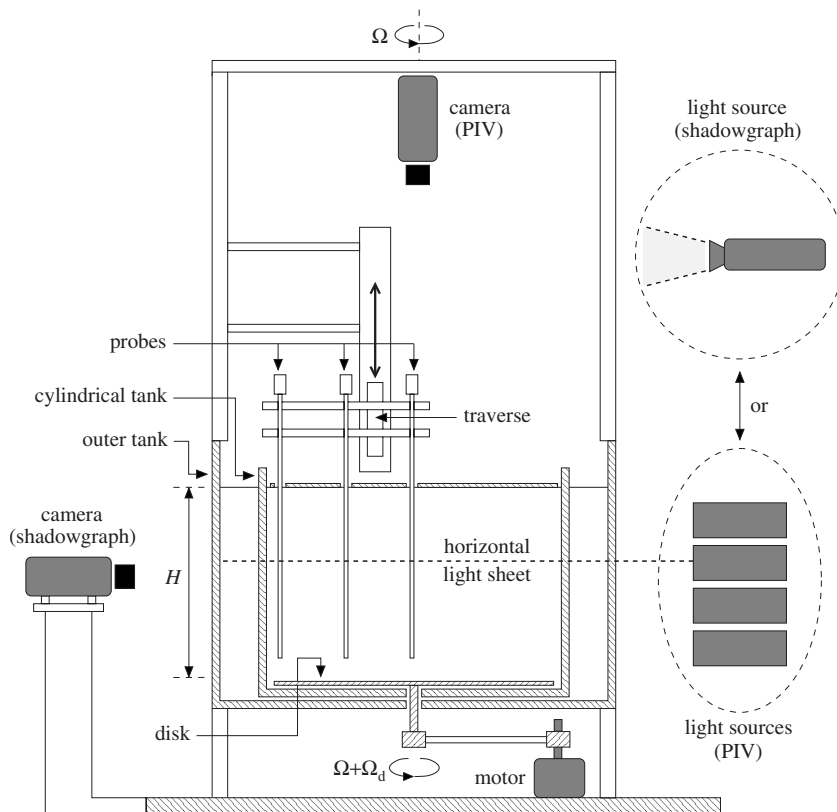 Ω
camera
(PIV)
light source
(shadowgraph)
probes
cylindrical tank
traverse
or
outer tank
camera
(shadowgraph)
H
horizontal
light sheet
disk
light sources
(PIV)
Ω+Ωd
motor